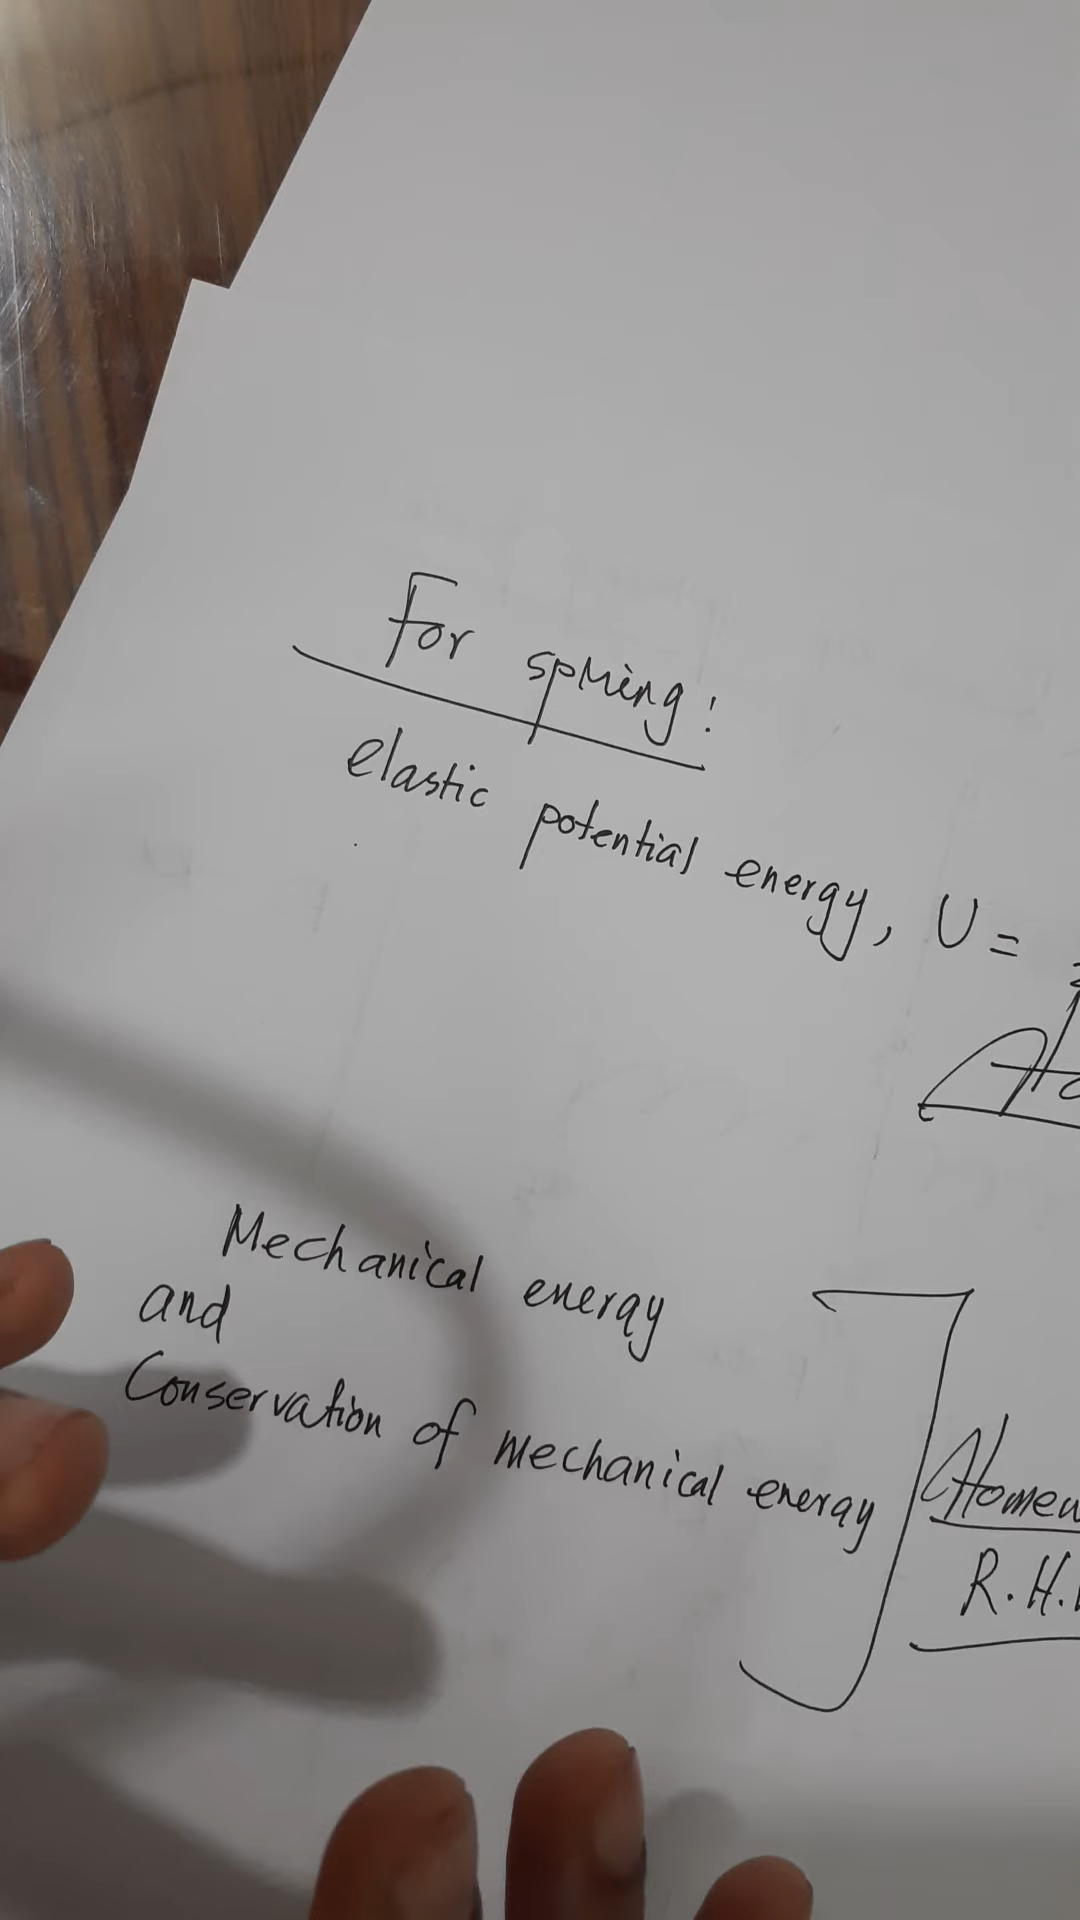 For spring:
elastic potential energy, U =
Mechanical energy
and
Conservation of mechanical energy
R.H.